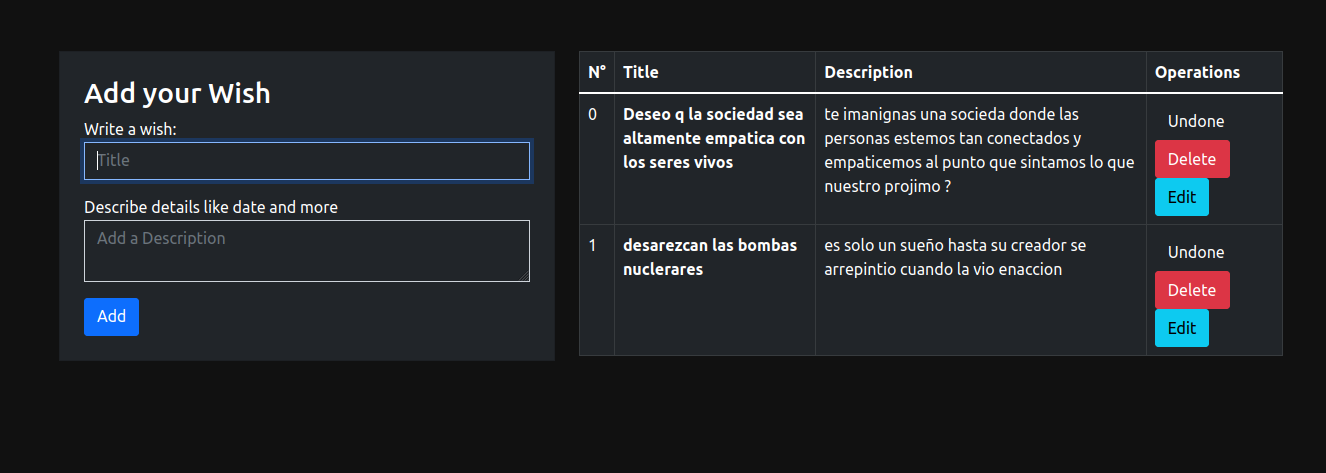 Add your Wish
Write a wish:
Title
Describe details like date and more
Add a Description
Add
N° Title Description Operations
0
Deseo q la sociedad sea
altamente empatica con
los seres vivos
te imanignas una socieda donde las
personas estemos tan conectados y
empaticemos al punto que sintamos lo que
nuestro projimo ?
Undone
Delete
Edit
1
desarezcan las bombas
nuclerares
es solo un sueño hasta su creador se
arrepintio cuando la vio enaccion
Undone
Delete
Edit